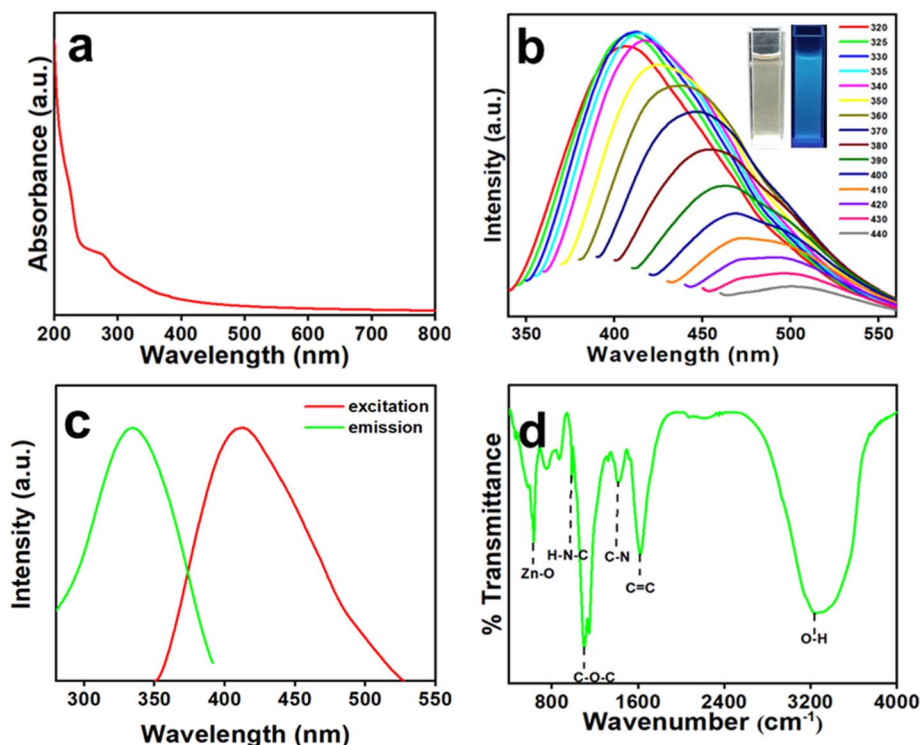 a
Absorbance (a.u.)
200 300 400 500 600 700 800
Wavelength (nm)
b
Intensity (a.u.)
320
325
330
335
340
350
360
370
380
390
400
410
420
430
440
350 400 450 500 550
Wavelength (nm)
c
excitation
emission
Intensity (a.u.)
300 350 400 450 500 550
Wavelength (nm)
d
% Transmittance
Zn-O
H-N-C
C-O-C
C-N
C=C
O-H
800 1600 2400 3200 4000
Wavenumber (cm⁻¹)